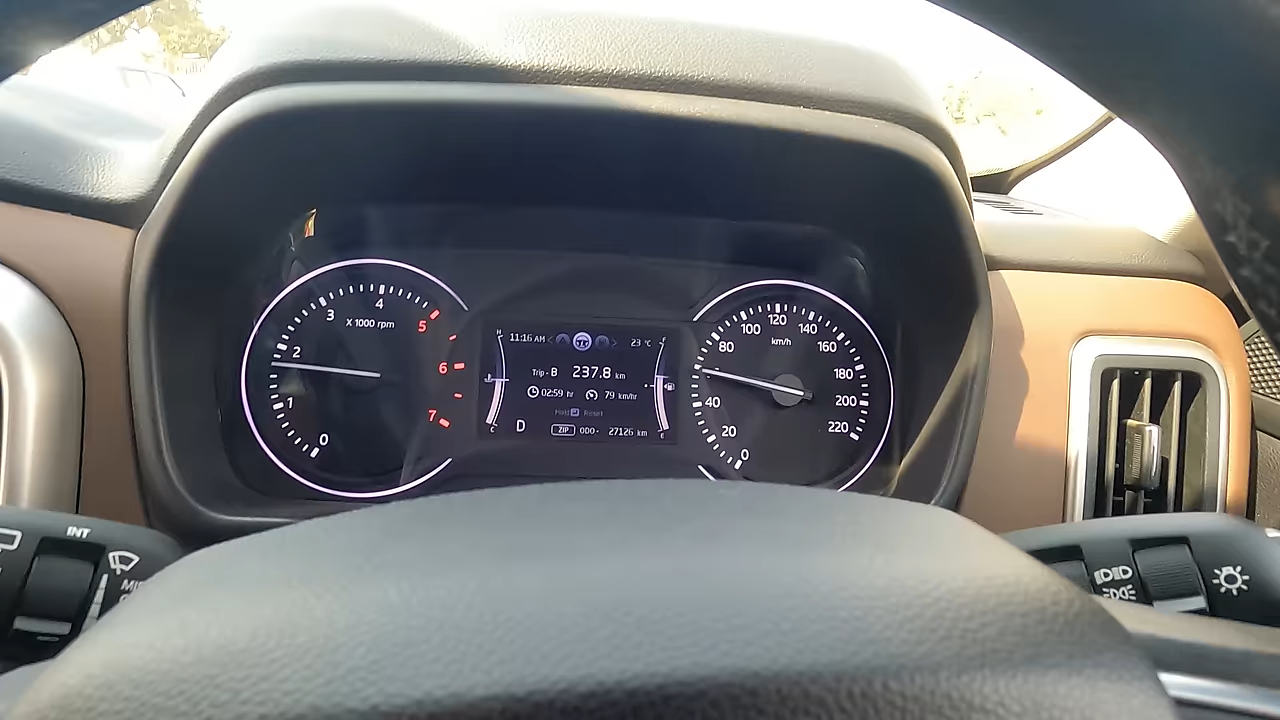 0 1 2 3 4 5 6 7
X 1000 rpm
H
C
11:16 AM
23 °C
Trip - B 237.8 km
02:59 hr 79 km/hr
Hold Reset
D
ZIP ODO- 27126 km
F
E
0 20 40 80 100 120 140 160 180 200 220
km/h
INT